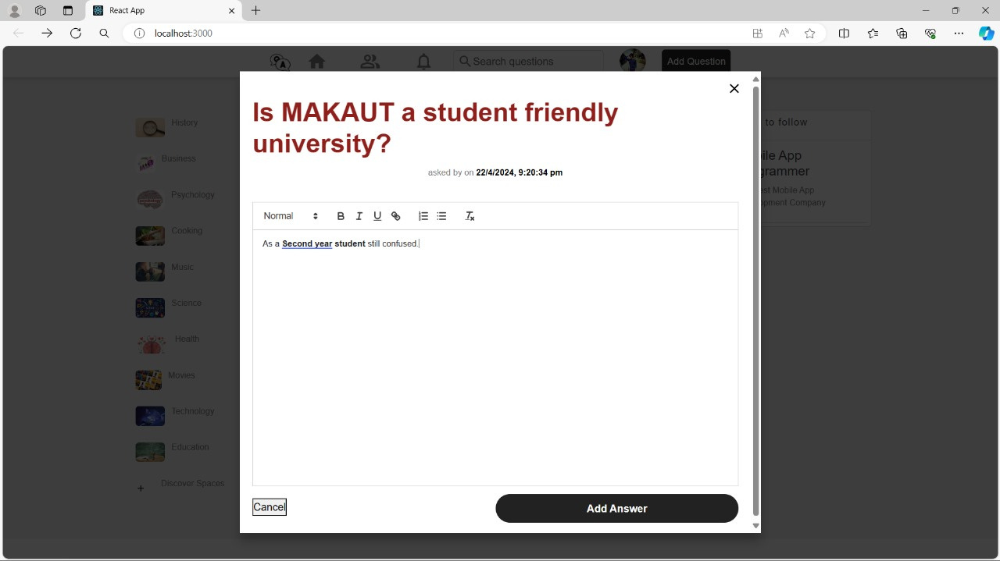 React App
localhost:3000
Search questions
Add Question
Is MAKAUT a student friendly
university?
asked by on 22/4/2024, 9:20:34 pm
Normal
As a Second year student still confused.
Cancel
Add Answer
History
Business
Psychology
Cooking
Music
Science
Health
Movies
Technology
Education
Discover Spaces
to follow
ile App
grammer
est Mobile App
opment Company